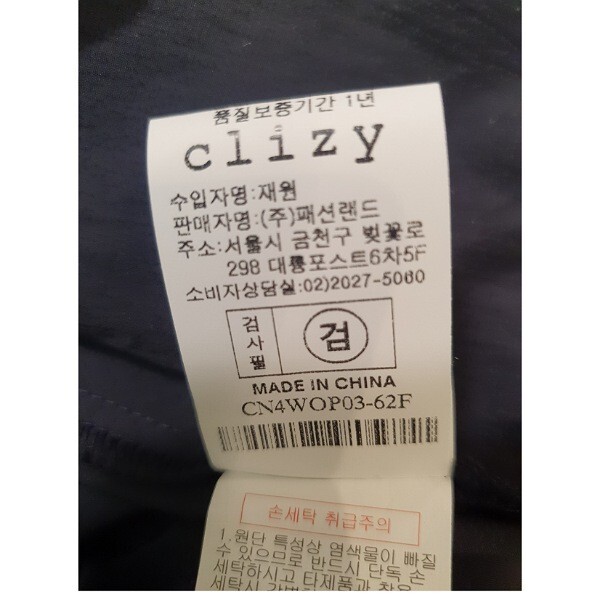 품질보증기간 1년
clizy
수입자명:재원
판매자명:(주)패션랜드
주소:서울시 금천구 벚꽃로
298 대륭포스트6차5F
소비자상담실:02)2027-5060
검사필
검
MADE IN CHINA
CN4WOP03-62F
손세탁 취급주의
1.원단 특성상 염색물이 빠질
수 있으므로 반드시 단독 손
세탁하시고 타제품과 착용